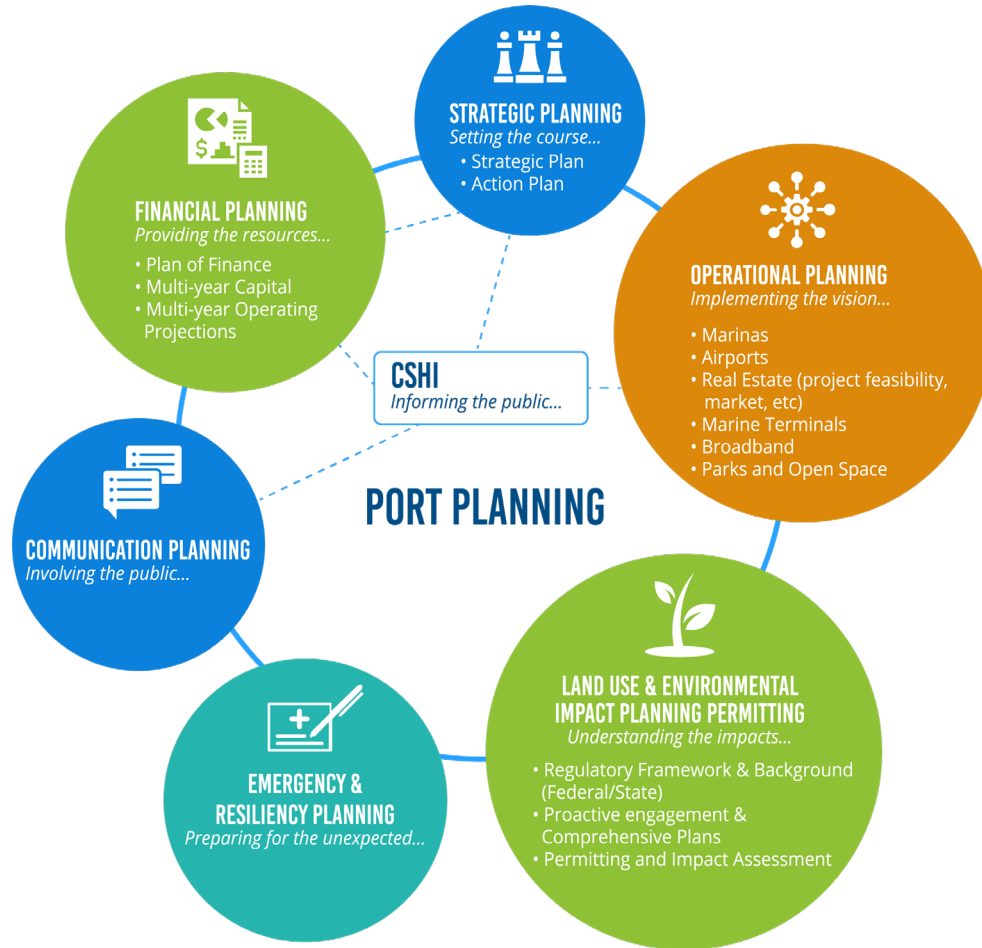 STRATEGIC PLANNING
Setting the course...
• Strategic Plan
• Action Plan
FINANCIAL PLANNING
Providing the resources...
• Plan of Finance
• Multi-year Capital
• Multi-year Operating
Projections
$
OPERATIONAL PLANNING
Implementing the vision...
• Marinas
• Airports
• Real Estate (project feasibility,
market, etc)
• Marine Terminals
• Broadband
• Parks and Open Space
CSHI
Informing the public...
PORT PLANNING
COMMUNICATION PLANNING
Involving the public...
LAND USE & ENVIRONMENTAL
IMPACT PLANNING PERMITTING
Understanding the impacts...
• Regulatory Framework & Background
(Federal/State)
• Proactive engagement &
Comprehensive Plans
• Permitting and Impact Assessment
EMERGENCY &
RESILIENCY PLANNING
Preparing for the unexpected...